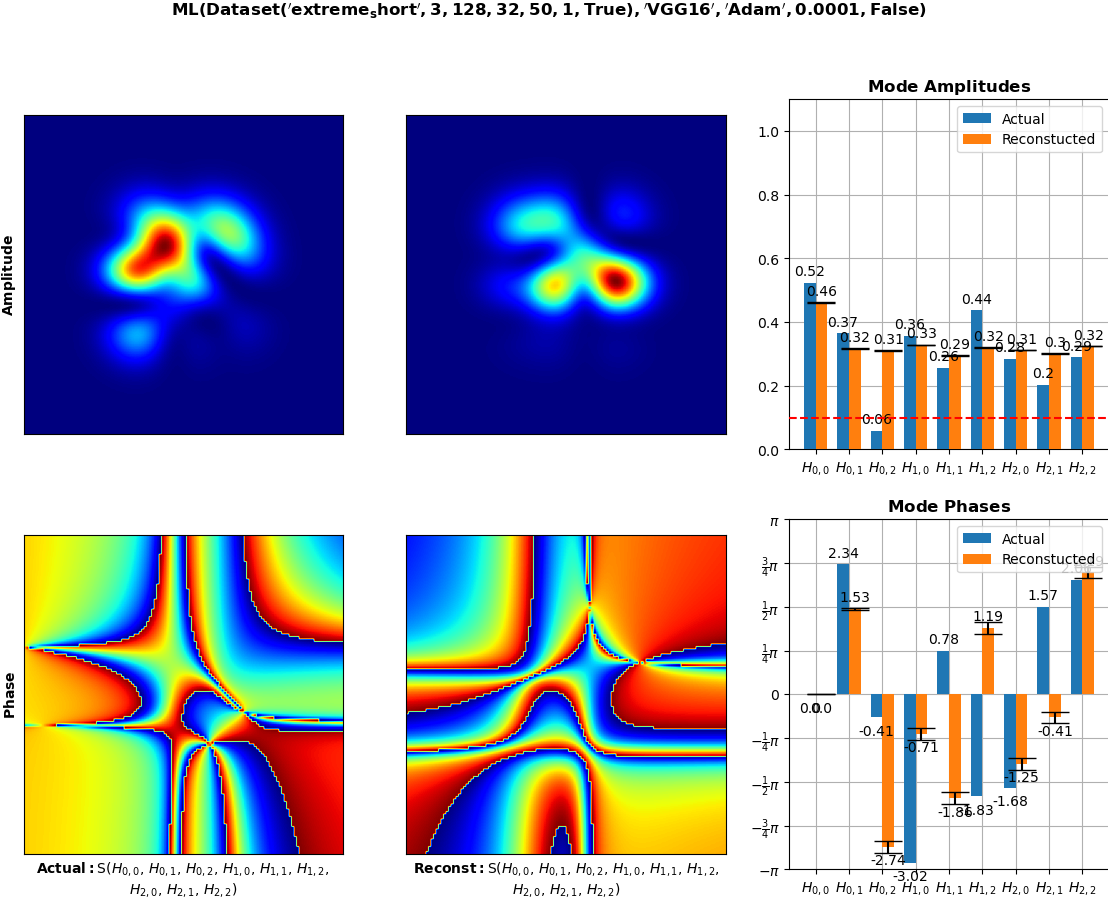 ML(Dataset('extreme_short', 3, 128, 32, 50, 1, True), 'VGG16', 'Adam', 0.0001, False)
Amplitude
Mode Amplitudes
Actual
Reconstucted
1.0
0.8
0.6
0.4
0.2
0.0
0.52
0.46
0.37
0.32
0.06
0.31
0.36
0.33
0.26
0.29
0.44
0.32
0.28
0.31
0.2
0.3
0.29
0.32
H0,0 H0,1 H0,2 H1,0 H1,1 H1,2 H2,0 H2,1 H2,2
Phase
Actual: S(H0,0, H0,1, H0,2, H1,0, H1,1, H1,2,
H2,0, H2,1, H2,2)
Reconst: S(H0,0, H0,1, H0,2, H1,0, H1,1, H1,2,
H2,0, H2,1, H2,2)
Mode Phases
Actual
Reconstucted
π
3/4π
1/2π
1/4π
0
−1/4π
−1/2π
−3/4π
−π
0.0
0.0
2.34
1.53
-0.41
-2.74
-3.02
-0.71
0.78
-1.86
-1.83
1.19
-1.68
-1.25
1.57
-0.41
H0,0 H0,1 H0,2 H1,0 H1,1 H1,2 H2,0 H2,1 H2,2